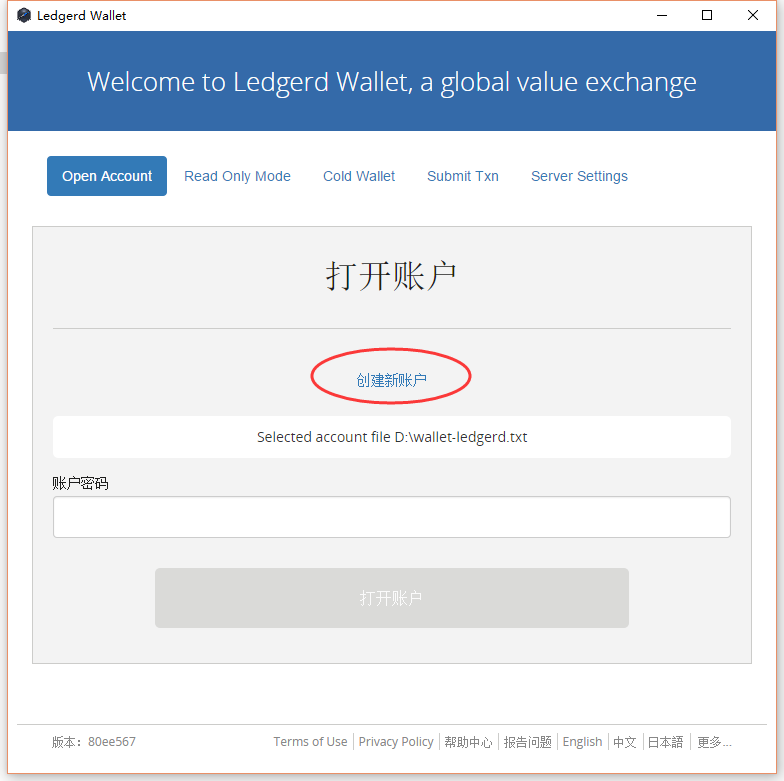 Ledgerd Wallet
Welcome to Ledgerd Wallet, a global value exchange
Open Account Read Only Mode Cold Wallet Submit Txn Server Settings
打开账户
创建新账户
Selected account file D:\wallet-ledgerd.txt
账户密码
打开账户
版本：80ee567 Terms of Use Privacy Policy 帮助中心 报告问题 English 中文 日本語 更多...